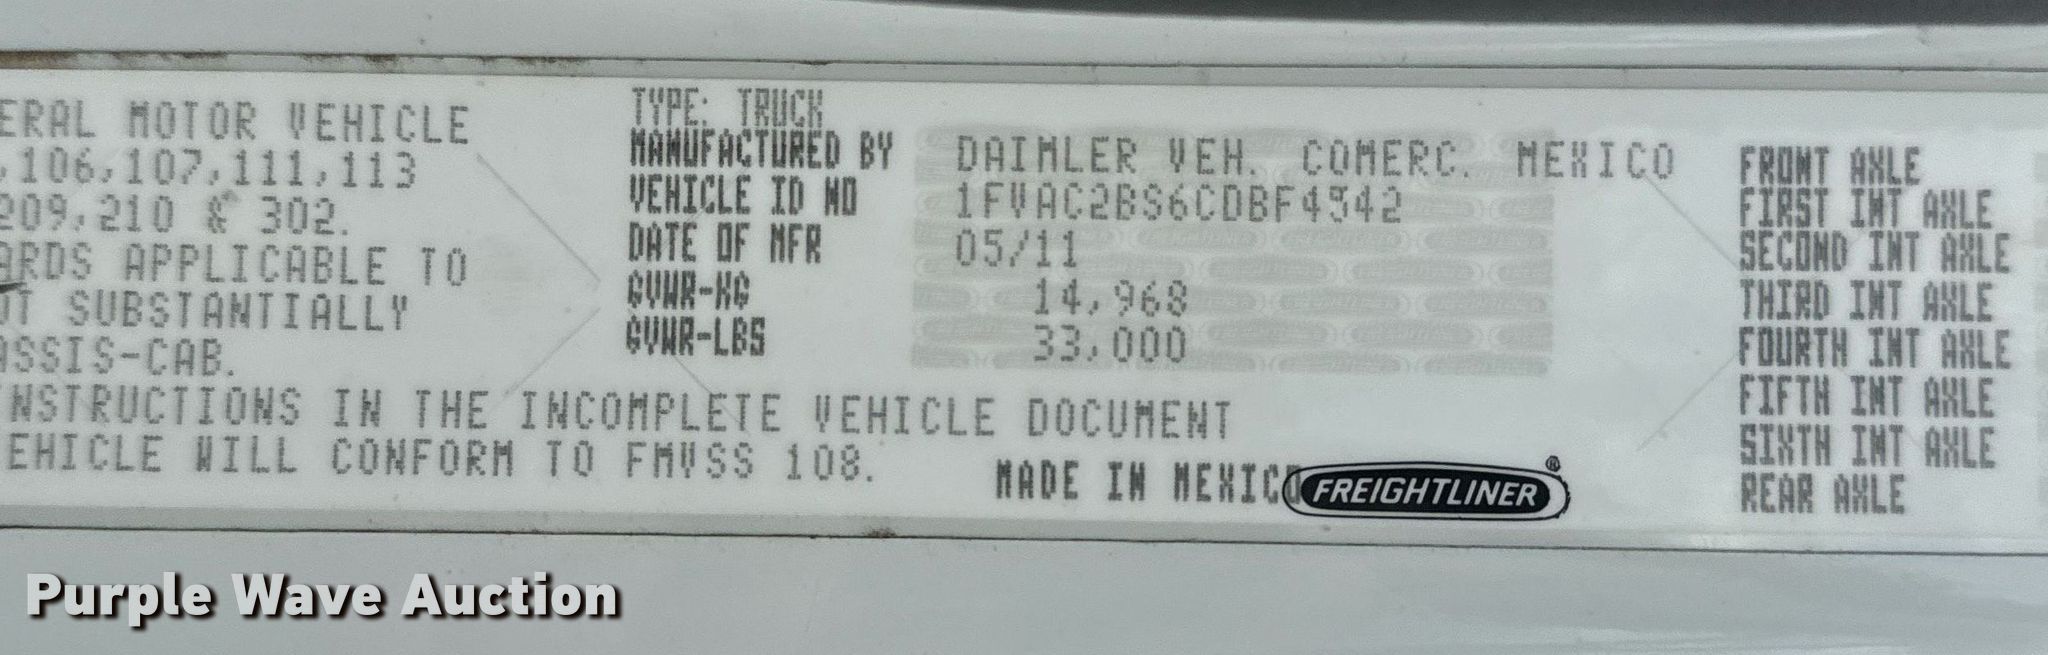 ERAL MOTOR VEHICLE
,106,107,111,113
209,210 & 302.
ARDS APPLICABLE TO
OT SUBSTANTIALLY
ASSIS-CAB.
INSTRUCTIONS IN THE INCOMPLETE VEHICLE DOCUMENT
EHICLE WILL CONFORM TO FMVSS 108.
TYPE: TRUCK
MANUFACTURED BY DAIMLER VEH. COMERC. MEXICO
VEHICLE ID NO 1FVAC2BS6CDBF4542
DATE OF MFR 05/11
GVWR-KG 14,968
GVWR-LBS 33,000
MADE IN MEXICO FREIGHTLINER®
FRONT AXLE
FIRST INT AXLE
SECOND INT AXLE
THIRD INT AXLE
FOURTH INT AXLE
FIFTH INT AXLE
SIXTH INT AXLE
REAR AXLE
Purple Wave Auction